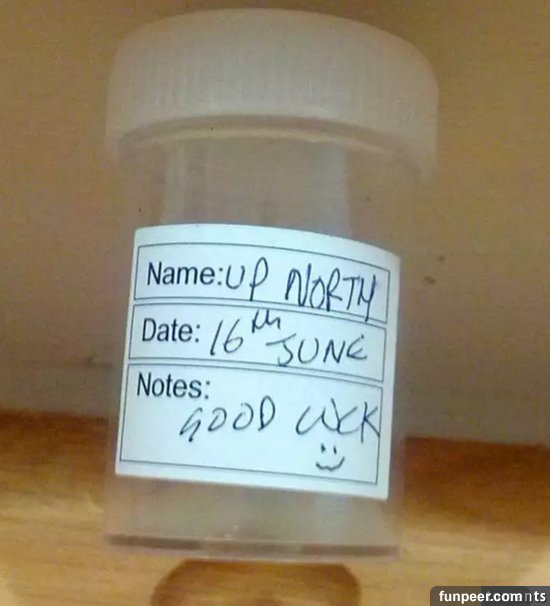 Name: UP NORTH
Date: 16th JUNE
Notes:
GOOD LUCK
:)
funpeer.com